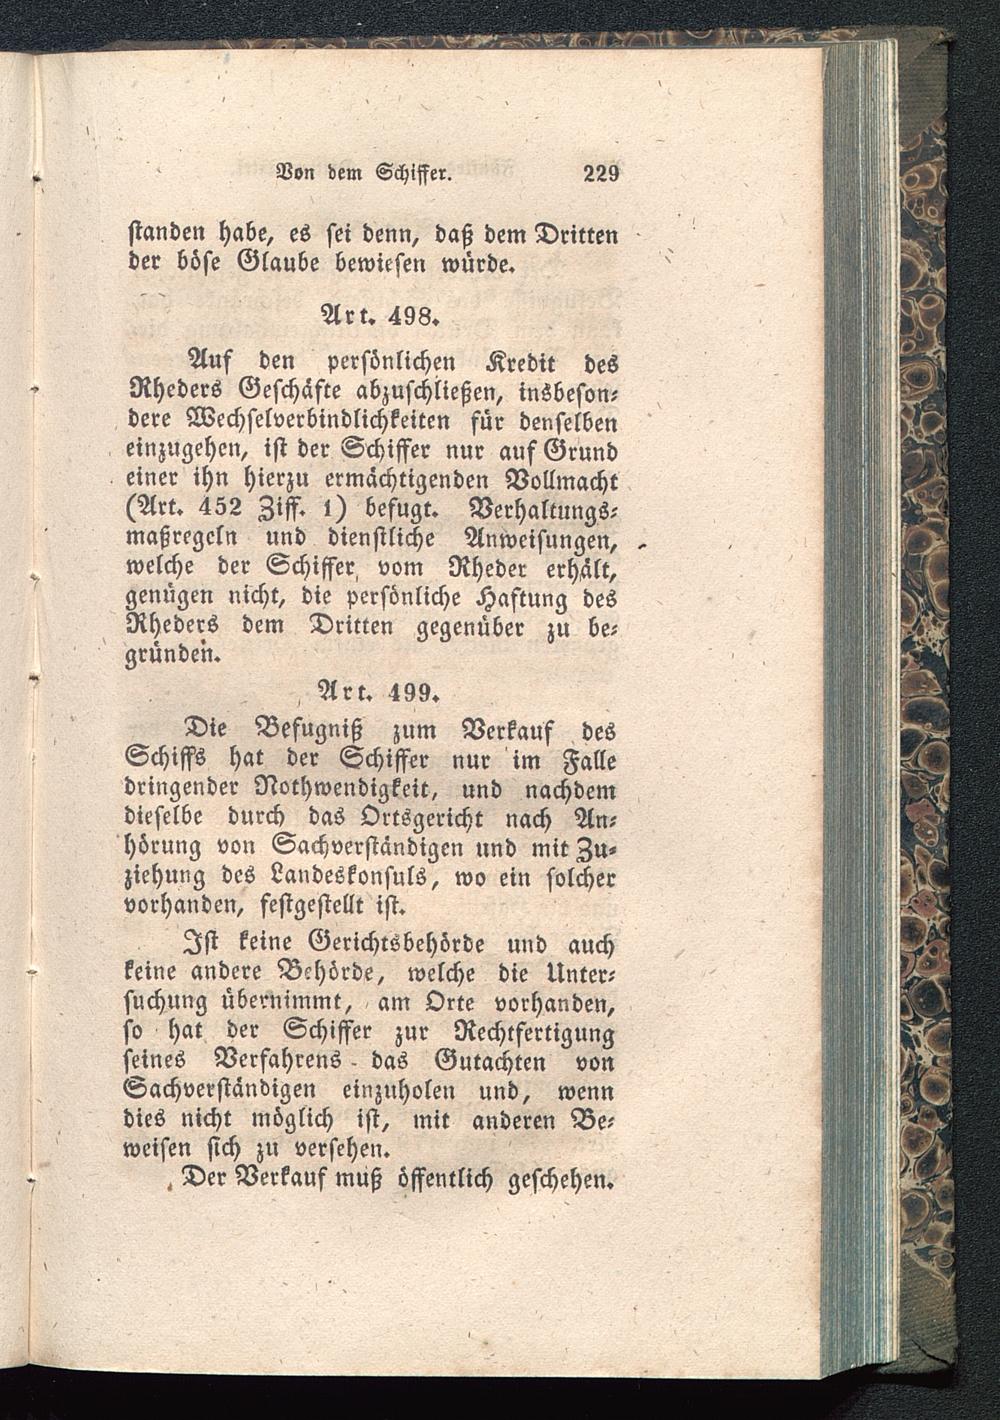 Von dem Schiffer. 229
standen habe, es sei denn, daß dem Dritten
der böse Glaube bewiesen würde.
Art. 498.
Auf den persönlichen Kredit des
Rheders Geschäfte abzuschließen, insbeson-
dere Wechselverbindlichkeiten für denselben
einzugehen, ist der Schiffer nur auf Grund
einer ihn hierzu ermächtigenden Vollmacht
(Art. 452 Ziff. 1) befugt. Verhaltungs-
maßregeln und dienstliche Anweisungen,
welche der Schiffer vom Rheder erhält,
genügen nicht, die persönliche Haftung des
Rheders dem Dritten gegenüber zu be-
gründen.
Art. 499.
Die Befugniß zum Verkauf des
Schiffs hat der Schiffer nur im Falle
dringender Nothwendigkeit, und nachdem
dieselbe durch das Ortsgericht nach An-
hörung von Sachverständigen und mit Zu-
ziehung des Landeskonsuls, wo ein solcher
vorhanden, festgestellt ist.
Ist keine Gerichtsbehörde und auch
keine andere Behörde, welche die Unter-
suchung übernimmt, am Orte vorhanden,
so hat der Schiffer zur Rechtfertigung
seines Verfahrens das Gutachten von
Sachverständigen einzuholen und, wenn
dies nicht möglich ist, mit anderen Be-
weisen sich zu versehen.
Der Verkauf muß öffentlich geschehen.